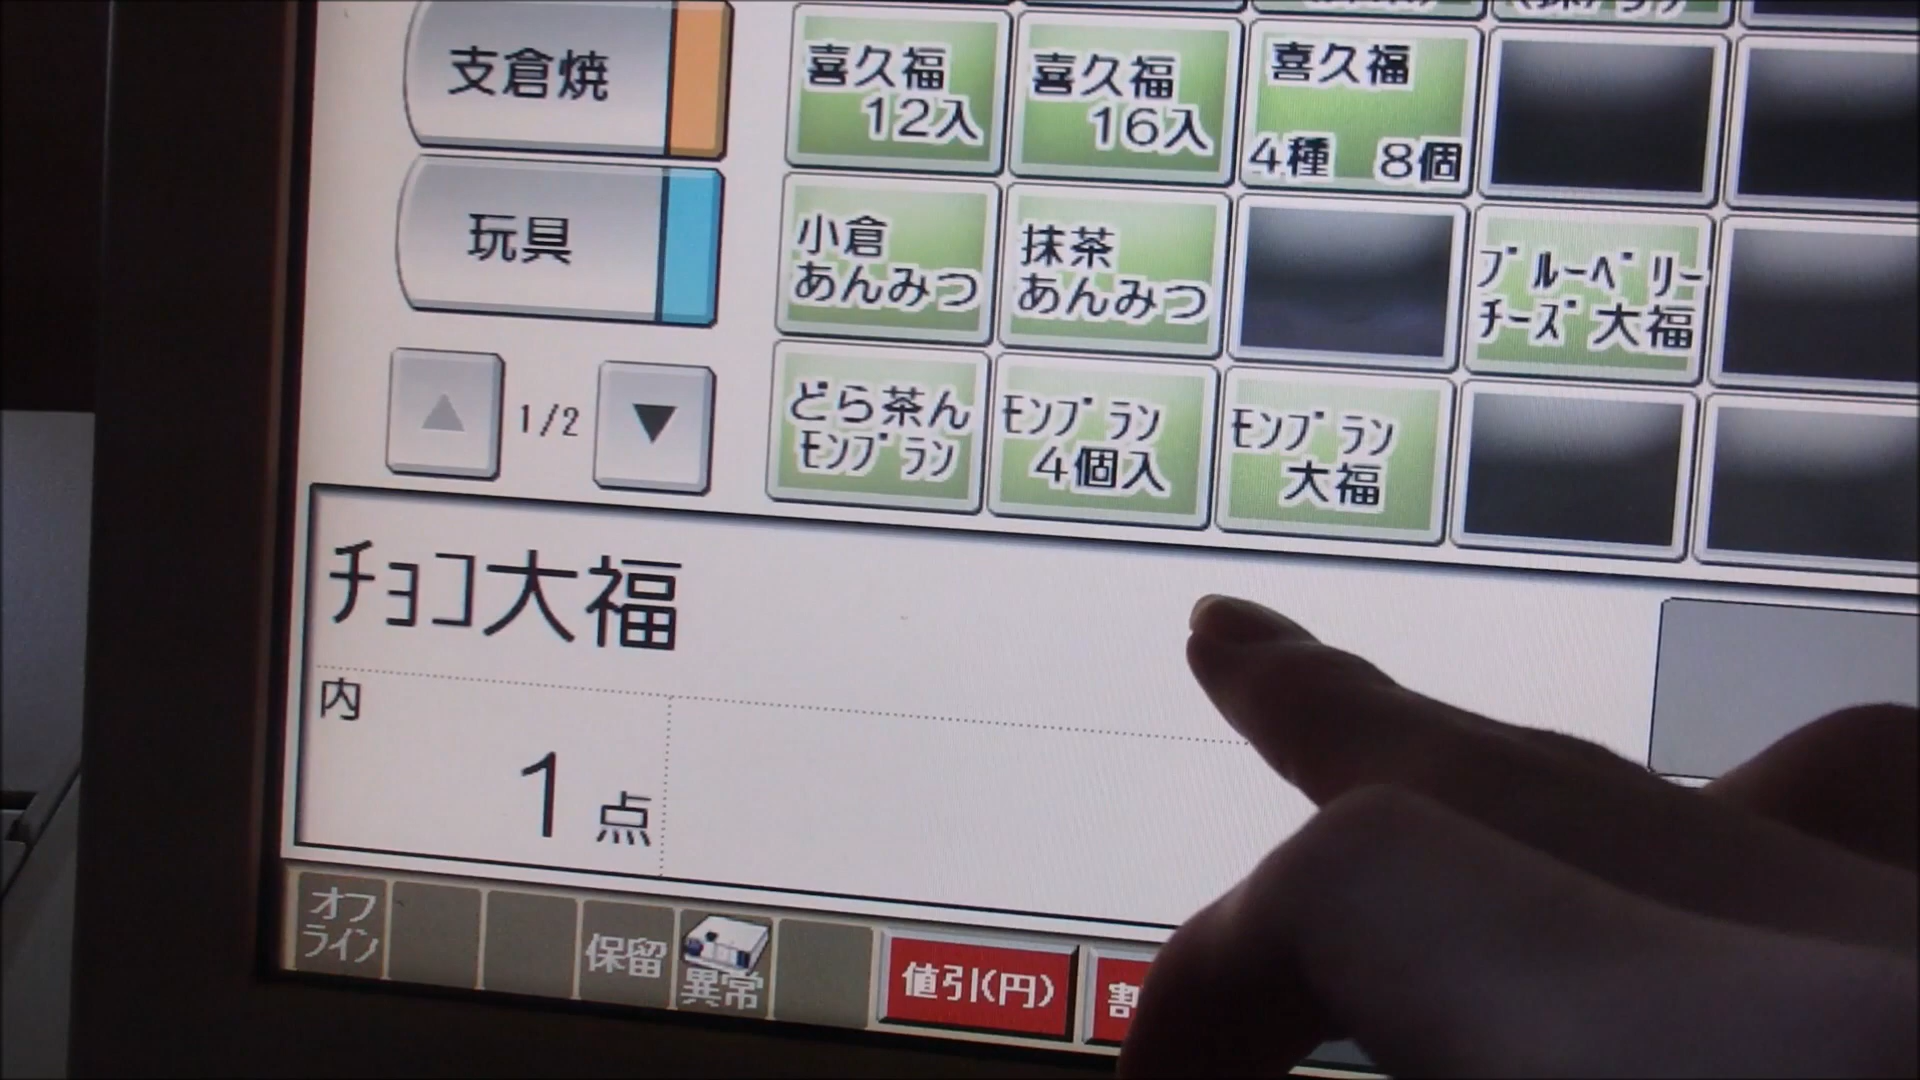 支倉焼
玩具
1/2
喜久福
12入
喜久福
16入
喜久福
4種 8個
小倉
あんみつ
抹茶
あんみつ
ﾌﾞﾙｰﾍﾞﾘｰ
ﾁｰｽﾞ大福
どら茶ん
ﾓﾝﾌﾞﾗﾝ
ﾓﾝﾌﾞﾗﾝ
4個入
ﾓﾝﾌﾞﾗﾝ
大福
ﾁｮｺ大福
内
1点
オフ
ライン
保留
異常
値引(円)
割